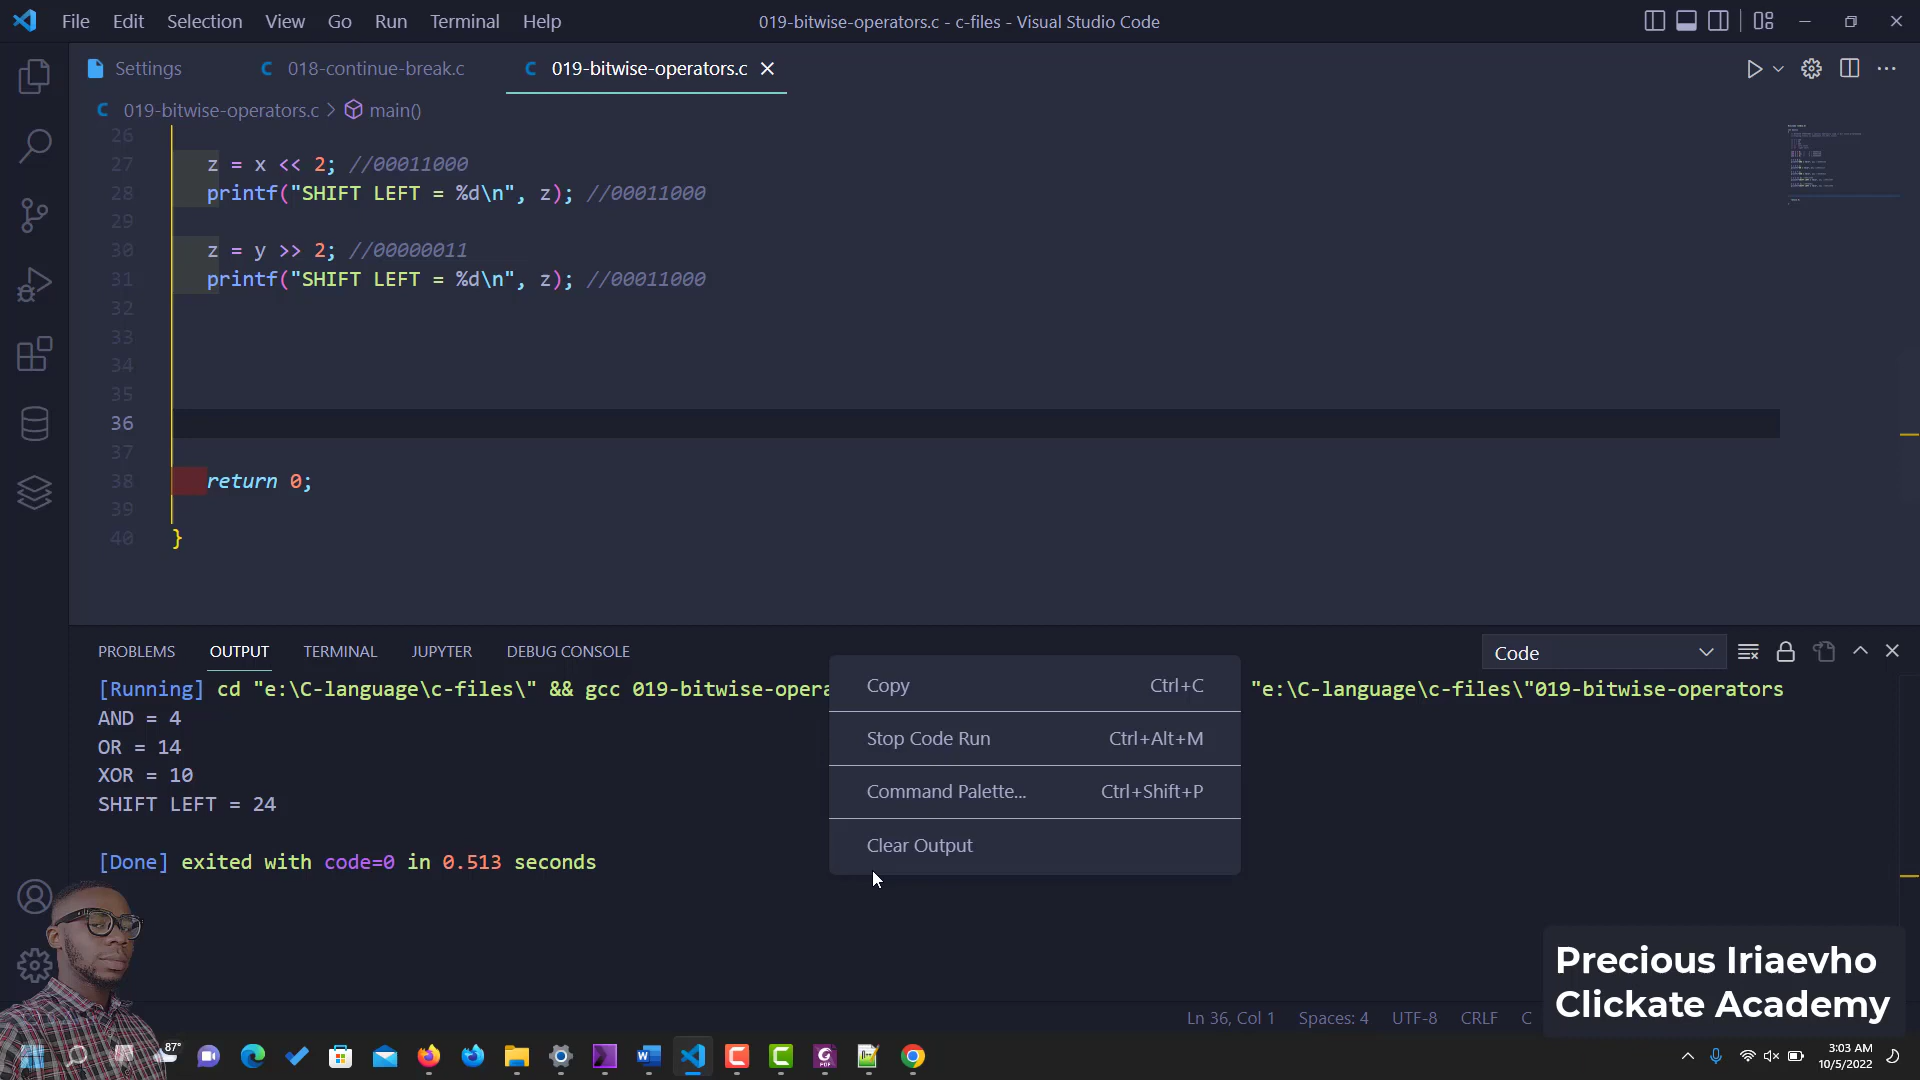 File Edit Selection View Go Run Terminal Help
019-bitwise-operators.c - c-files - Visual Studio Code
Settings
018-continue-break.c
019-bitwise-operators.c
019-bitwise-operators.c > main()
26
27 z = x << 2; //00011000
28 printf("SHIFT LEFT = %d\n", z); //00011000
29
30 z = y >> 2; //00000011
31 printf("SHIFT LEFT = %d\n", z); //00011000
32
33
34
35
36
37
38 return 0;
39
40 }
PROBLEMS OUTPUT TERMINAL JUPYTER DEBUG CONSOLE
Code
[Running] cd "e:\C-language\c-files\" && gcc 019-bitwise-opera "e:\C-language\c-files\"019-bitwise-operators
AND = 4
OR = 14
XOR = 10
SHIFT LEFT = 24
[Done] exited with code=0 in 0.513 seconds
Copy Ctrl+C
Stop Code Run Ctrl+Alt+M
Command Palette... Ctrl+Shift+P
Clear Output
Precious Iriaevho
Clickate Academy
Ln 36, Col 1 Spaces: 4 UTF-8 CRLF C
87°
3:03 AM
10/5/2022